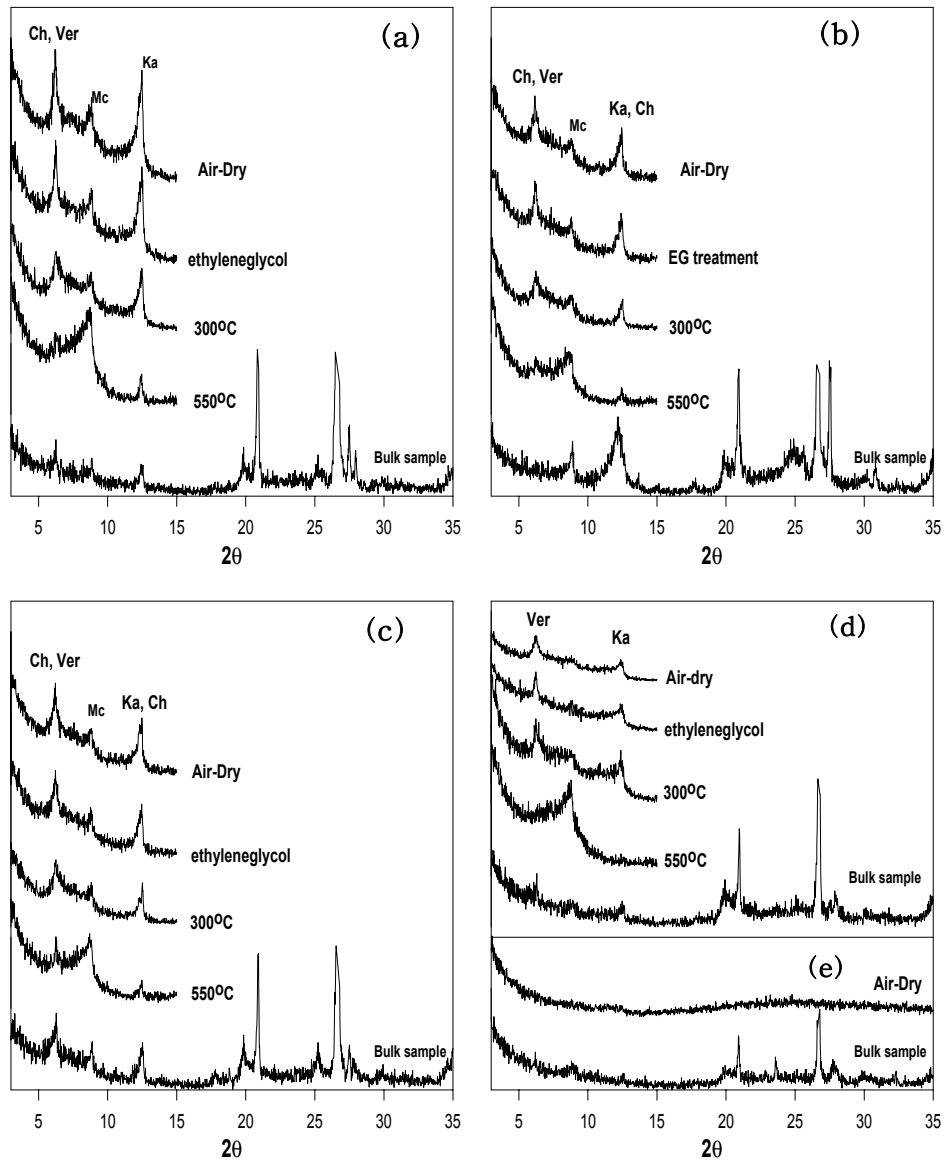 (a)
Ch, Ver
Mc
Ka
Air-Dry
ethyleneglycol
300ºC
550ºC
Bulk sample
5 10 15 20 25 30 35
2θ
(b)
Ch, Ver
Mc
Ka, Ch
Air-Dry
EG treatment
300ºC
550ºC
Bulk sample
5 10 15 20 25 30 35
2θ
(c)
Ch, Ver
Mc
Ka, Ch
Air-Dry
ethyleneglycol
300ºC
550ºC
Bulk sample
5 10 15 20 25 30 35
2θ
(d)
Ver
Ka
Air-dry
ethyleneglycol
300ºC
550ºC
Bulk sample
(e)
Air-Dry
Bulk sample
5 10 15 20 25 30 35
2θ